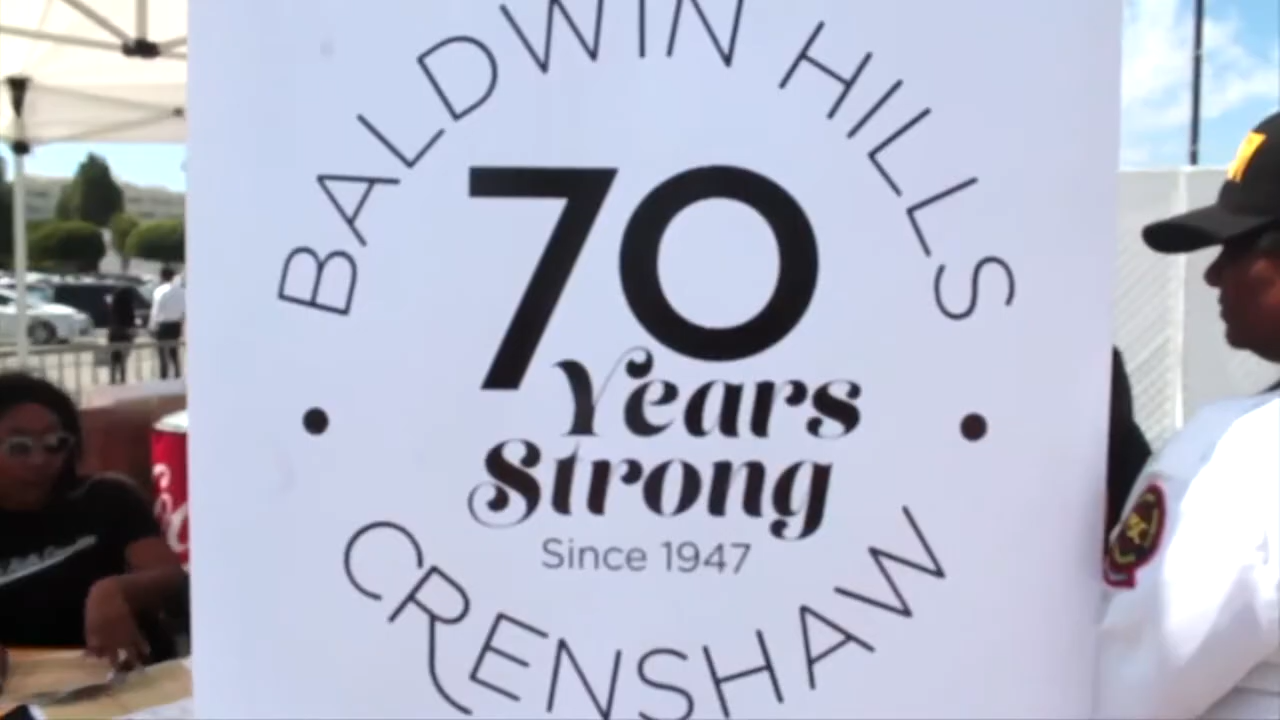 BALDWIN HILLS
70
Years
Strong
Since 1947
CRENSHAW